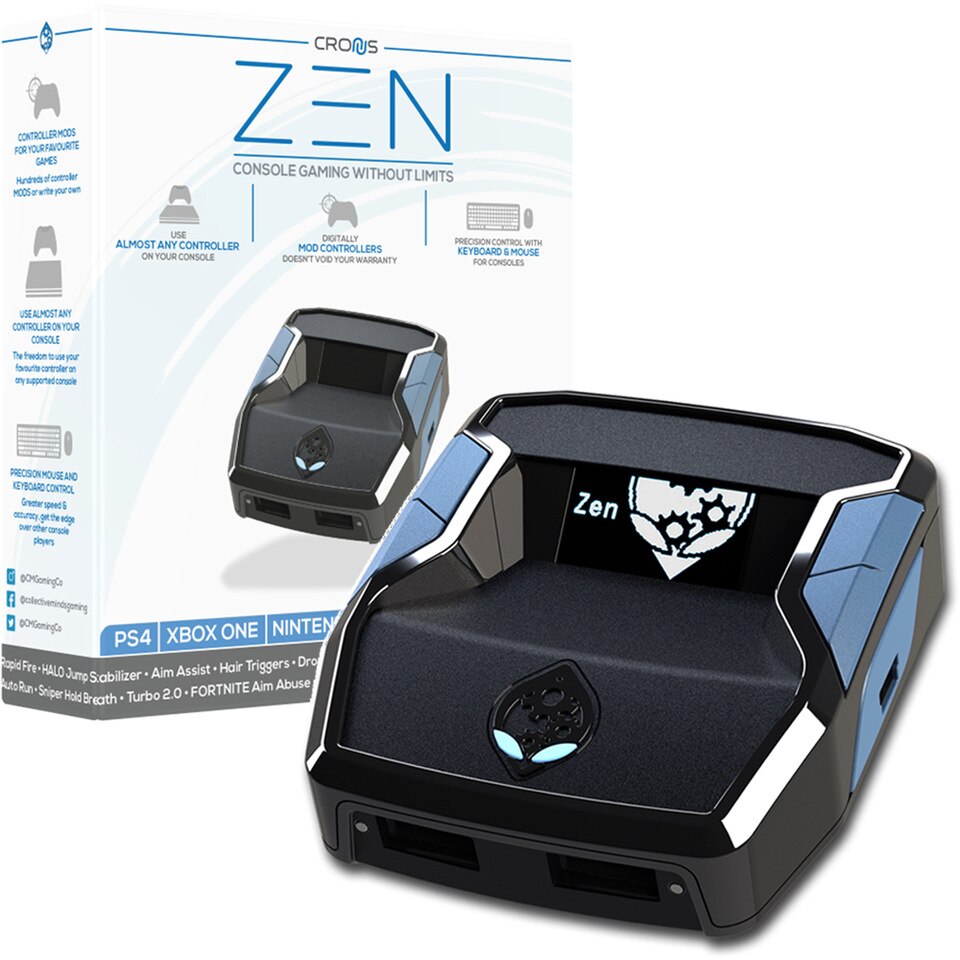 CONTROLLER MODS
FOR YOUR FAVOURITE
GAMES
Hundreds of controller
MODS or write your own
USE ALMOST ANY
CONTROLLER ON YOUR
CONSOLE
The freedom to use your
favourite controller on
any supported console
PRECISION MOUSE AND
KEYBOARD CONTROL
Greater speed &
accuracy, get the edge
over other console
players
@CMGamingCo
@collectivemindsgaming
@CMGamingCo
CRONUS
ZEN
CONSOLE GAMING WITHOUT LIMITS
USE
ALMOST ANY CONTROLLER
ON YOUR CONSOLE
DIGITALLY
MOD CONTROLLERS
DOESN'T VOID YOUR WARRANTY
PRECISION CONTROL WITH
KEYBOARD & MOUSE
FOR CONSOLES
PS4 XBOX ONE NINTEN
Rapid Fire • HALO Jump Stabilizer • Aim Assist • Hair Triggers • Dro
Auto Run • Sniper Hold Breath • Turbo 2.0 • FORTNITE Aim Abuse
Zen